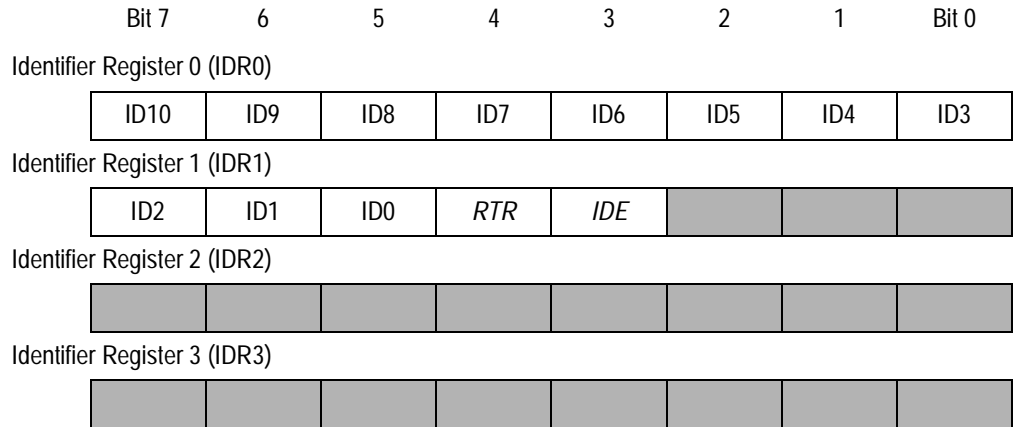 Bit 7 6 5 4 3 2 1 Bit 0
Identifier Register 0 (IDR0)
ID10 ID9 ID8 ID7 ID6 ID5 ID4 ID3
Identifier Register 1 (IDR1)
ID2 ID1 ID0 RTR IDE
Identifier Register 2 (IDR2)
Identifier Register 3 (IDR3)